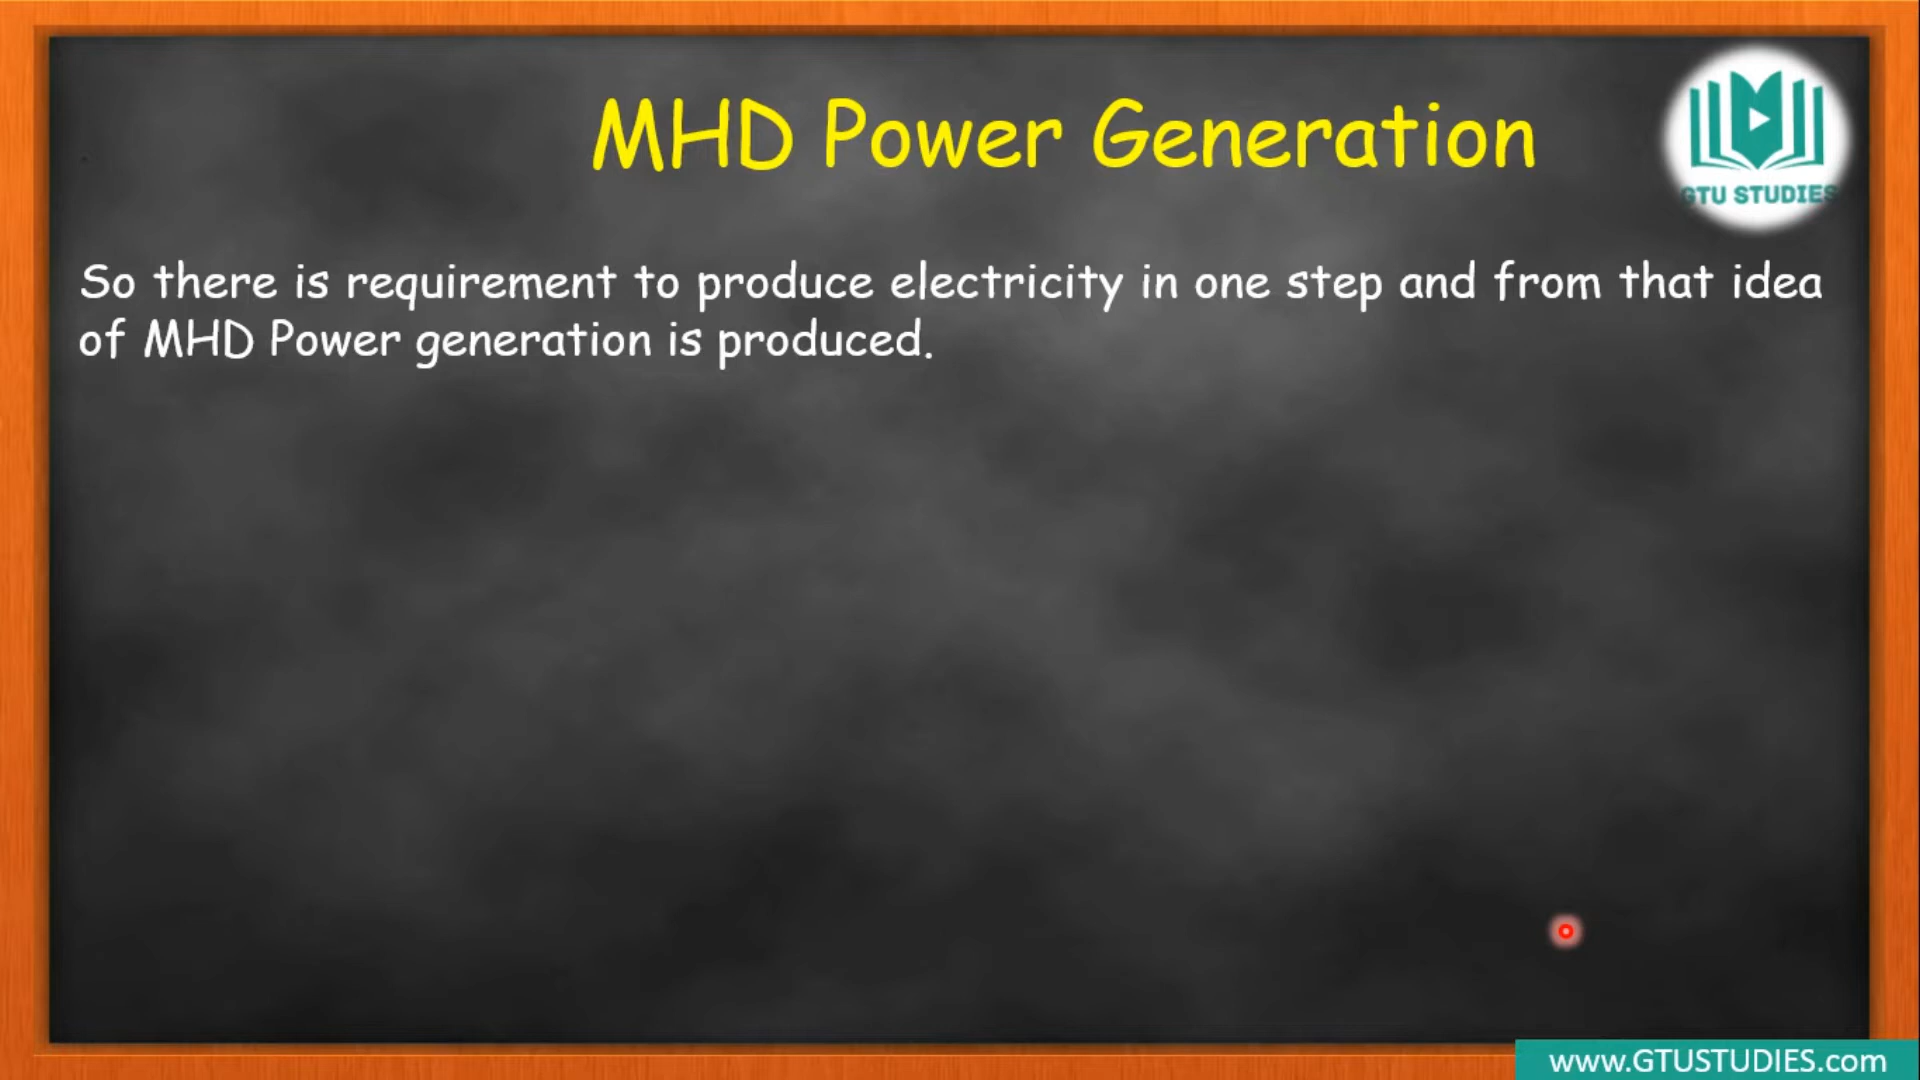 MHD Power Generation
GTU STUDIES
So there is requirement to produce electricity in one step and from that idea
of MHD Power generation is produced.
www.GTUSTUDIES.com